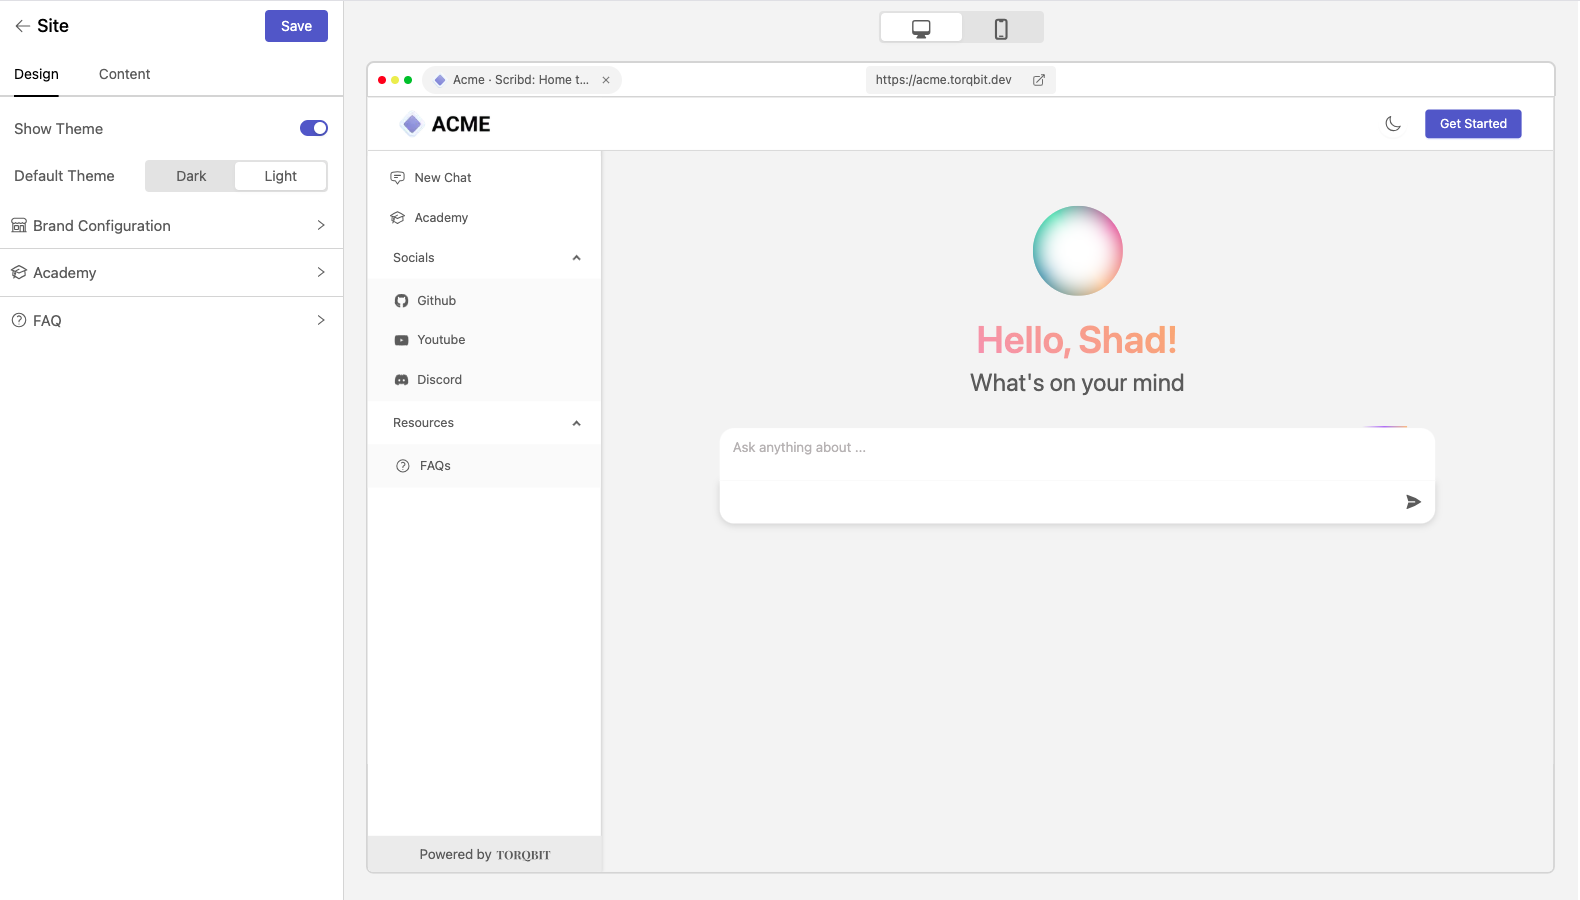 Site
Save
Design
Content
Show Theme
Default Theme
Dark
Light
Brand Configuration
Academy
FAQ
Acme · Scribd: Home t...
https://acme.torqbit.dev
ACME
Get Started
New Chat
Academy
Socials
Github
Youtube
Discord
Resources
FAQs
Powered by TORQBIT
Hello, Shad!
What's on your mind
Ask anything about ...